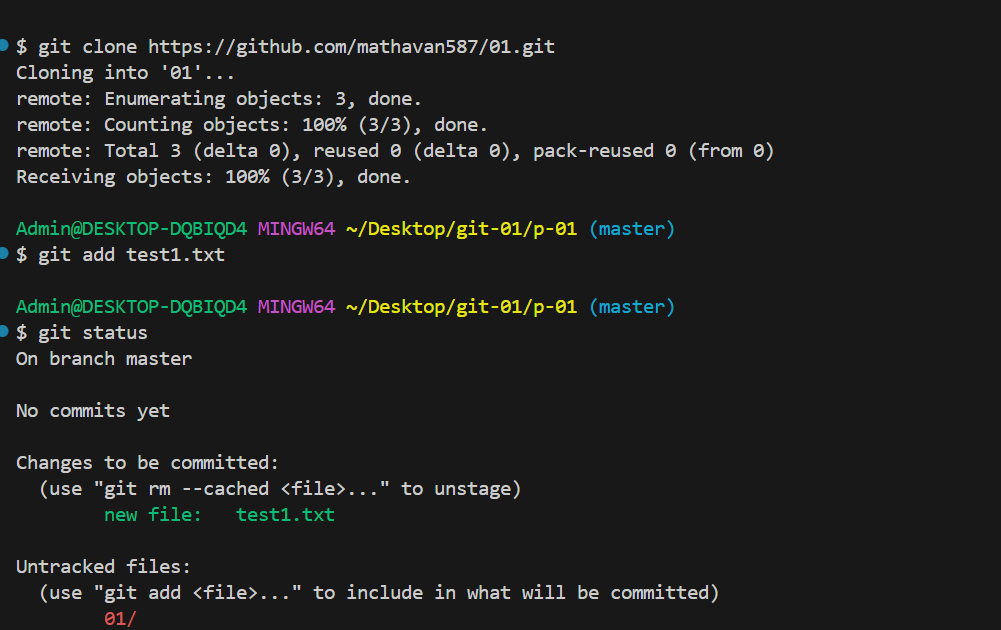 $ git clone https://github.com/mathavan587/01.git
Cloning into '01'...
remote: Enumerating objects: 3, done.
remote: Counting objects: 100% (3/3), done.
remote: Total 3 (delta 0), reused 0 (delta 0), pack-reused 0 (from 0)
Receiving objects: 100% (3/3), done.
Admin@DESKTOP-DQBIQD4 MINGW64 ~/Desktop/git-01/p-01 (master)
$ git add test1.txt
Admin@DESKTOP-DQBIQD4 MINGW64 ~/Desktop/git-01/p-01 (master)
$ git status
On branch master
No commits yet
Changes to be committed:
(use "git rm --cached <file>..." to unstage)
new file:   test1.txt
Untracked files:
(use "git add <file>..." to include in what will be committed)
01/